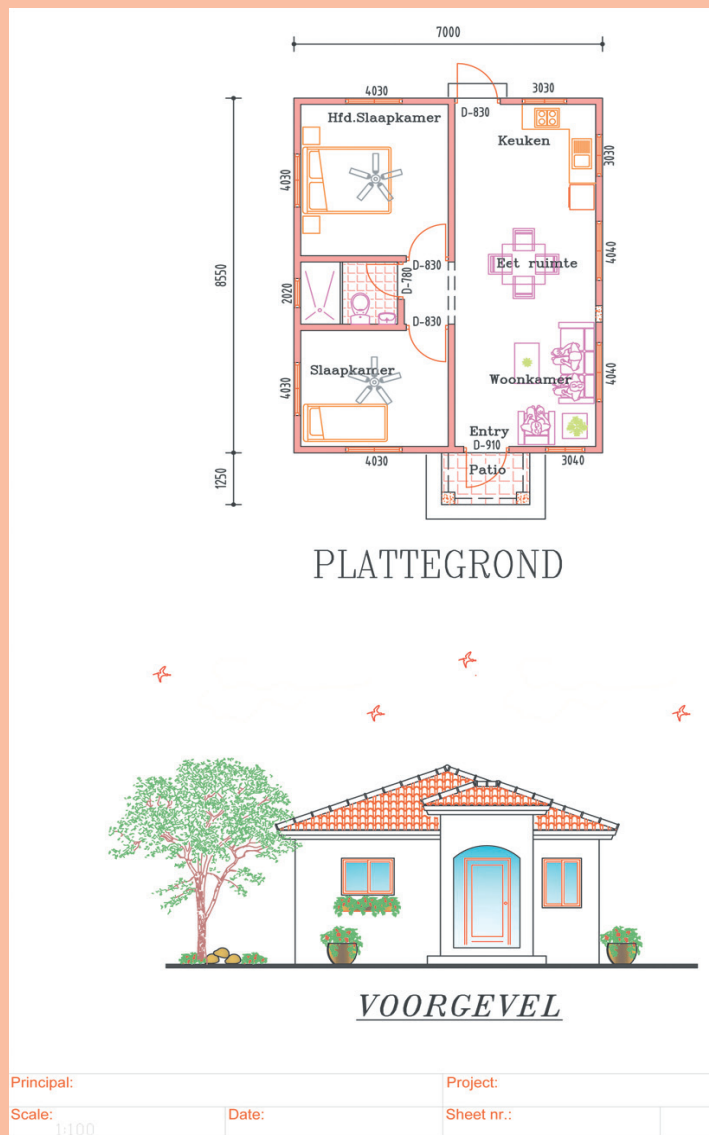 7000
4030
3030
D-830
Hfd.Slaapkamer
Keuken
3030
4030
8550
Eet ruimte
4040
D-830
D-780
2020
D-830
Slaapkamer
Woonkamer
4030
4040
Entry
D-910
4030
Patio
3040
1250
PLATTEGROND
VOORGEVEL
Principal:
Project:
Scale:
1:100
Date:
Sheet nr.: